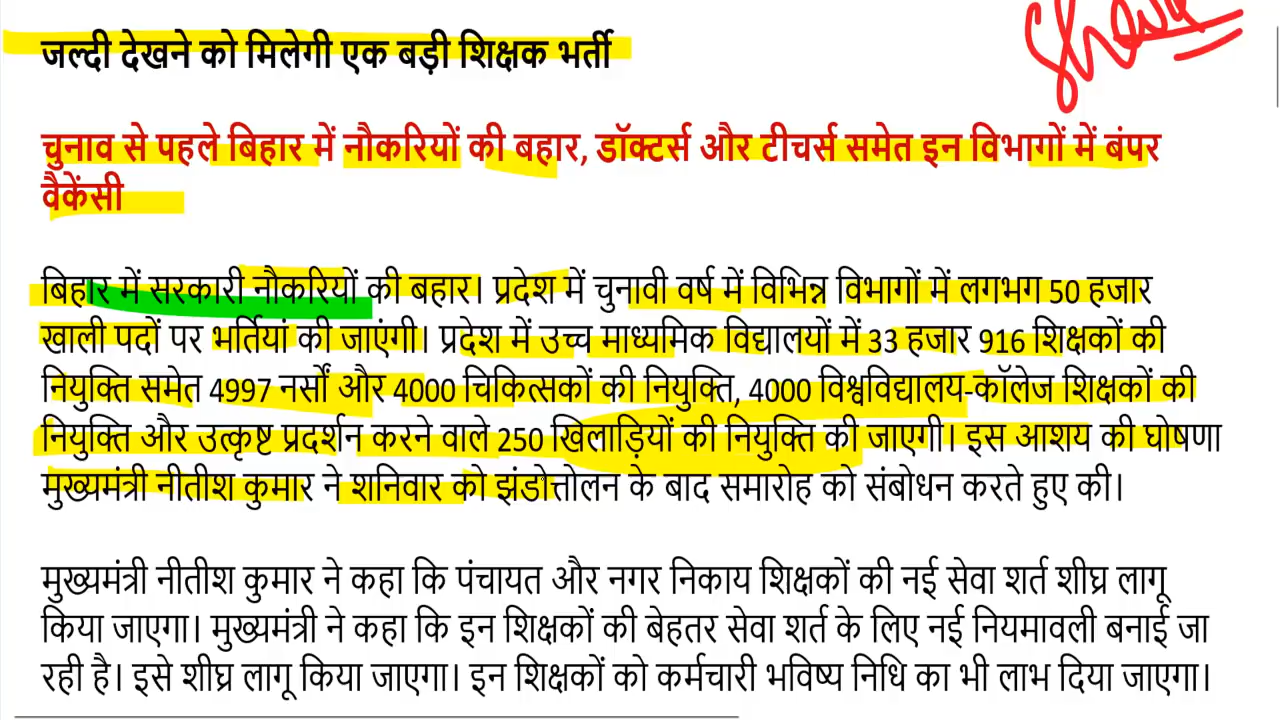 जल्दी देखने को मिलेगी एक बड़ी शिक्षक भर्ती
चुनाव से पहले बिहार में नौकरियों की बहार, डॉक्टर्स और टीचर्स समेत इन विभागों में बंपर
वैकेंसी
बिहार में सरकारी नौकरियों की बहार। प्रदेश में चुनावी वर्ष में विभिन्न विभागों में लगभग 50 हजार
खाली पदों पर भर्तियां की जाएंगी। प्रदेश में उच्च माध्यमिक विद्यालयों में 33 हजार 916 शिक्षकों की
नियुक्ति समेत 4997 नर्सों और 4000 चिकित्सकों की नियुक्ति, 4000 विश्वविद्यालय-कॉलेज शिक्षकों की
नियुक्ति और उत्कृष्ट प्रदर्शन करने वाले 250 खिलाड़ियों की नियुक्ति की जाएगी। इस आशय की घोषणा
मुख्यमंत्री नीतीश कुमार ने शनिवार को झंडोत्तोलन के बाद समारोह को संबोधन करते हुए की।
मुख्यमंत्री नीतीश कुमार ने कहा कि पंचायत और नगर निकाय शिक्षकों की नई सेवा शर्त शीघ्र लागू
किया जाएगा। मुख्यमंत्री ने कहा कि इन शिक्षकों की बेहतर सेवा शर्त के लिए नई नियमावली बनाई जा
रही है। इसे शीघ्र लागू किया जाएगा। इन शिक्षकों को कर्मचारी भविष्य निधि का भी लाभ दिया जाएगा।